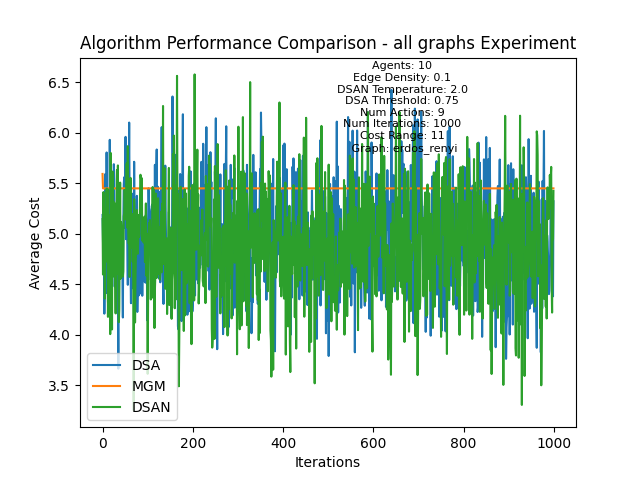 Algorithm Performance Comparison - all graphs Experiment
Agents: 10
Edge Density: 0.1
DSAN Temperature: 2.0
DSA Threshold: 0.75
Num Actions: 9
Num Iterations: 1000
Cost Range: 11
Graph: erdos_renyi
Average Cost
6.5
6.0
5.5
5.0
4.5
4.0
3.5
DSA
MGM
DSAN
0
200
400
600
800
1000
Iterations